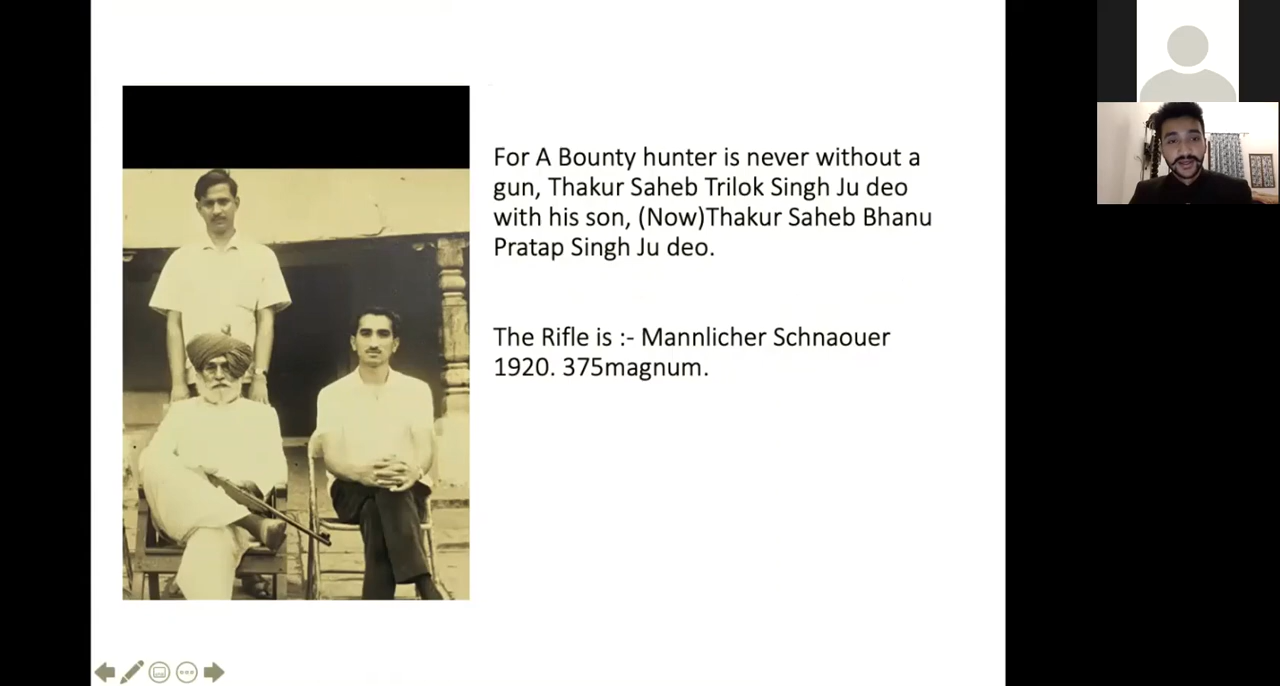 For A Bounty hunter is never without a
gun, Thakur Saheb Trilok Singh Ju deo
with his son, (Now)Thakur Saheb Bhanu
Pratap Singh Ju deo.
The Rifle is :- Mannlicher Schnaouer
1920. 375magnum.